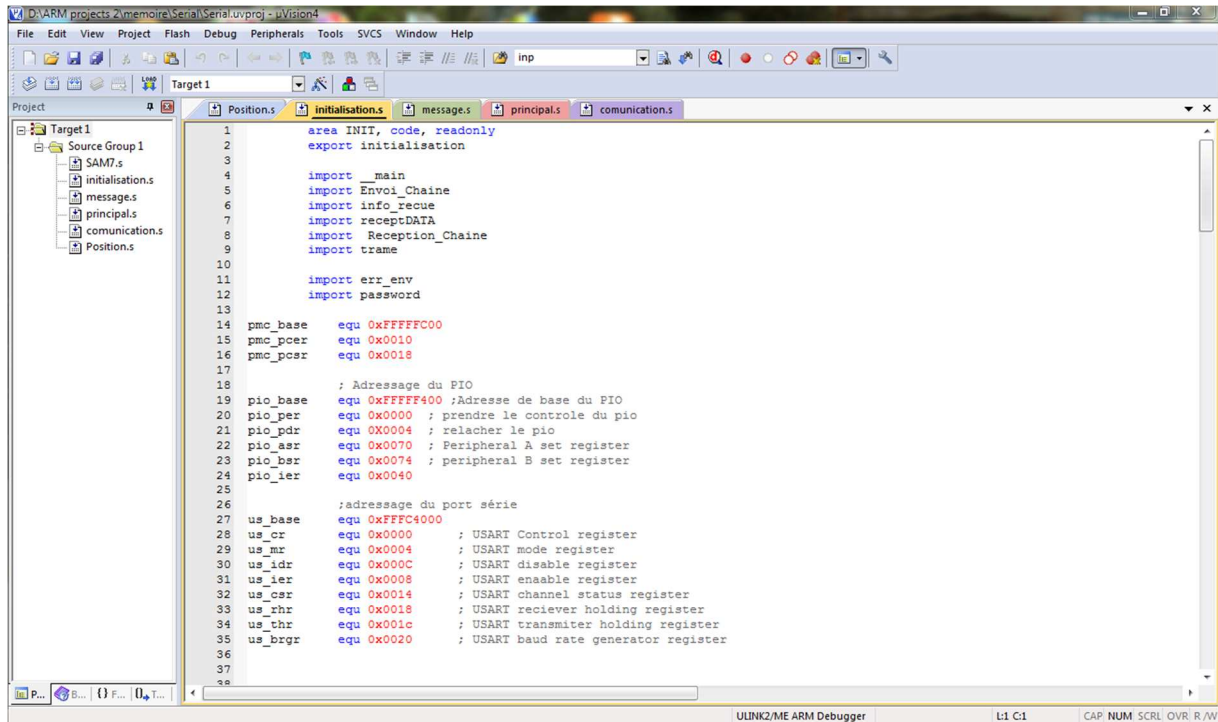 D:\ARM projects 2\memoire\Serial\Serial.uvproj - µVision4
File Edit View Project Flash Debug Peripherals Tools SVCS Window Help
inp
LOAD
Target 1
Project
Position.s initialisation.s message.s principal.s comunication.s
Target 1
Source Group 1
SAM7.s
initialisation.s
message.s
principal.s
comunication.s
Position.s
1 area INIT, code, readonly
2 export initialisation
3
4 import __main
5 import Envoi_Chaine
6 import info_recue
7 import receptDATA
8 import Reception_Chaine
9 import trame
10
11 import err_env
12 import password
13
14 pmc_base equ 0xFFFFFC00
15 pmc_pcer equ 0x0010
16 pmc_pcsr equ 0x0018
17
18 ; Adressage du PIO
19 pio_base equ 0xFFFFF400 ;Adresse de base du PIO
20 pio_per equ 0x0000 ; prendre le controle du pio
21 pio_pdr equ 0X0004 ; relacher le pio
22 pio_asr equ 0x0070 ; Peripheral A set register
23 pio_bsr equ 0x0074 ; peripheral B set register
24 pio_ier equ 0x0040
25
26 ;adressage du port série
27 us_base equ 0xFFFC4000
28 us_cr equ 0x0000 ; USART Control register
29 us_mr equ 0x0004 ; USART mode register
30 us_idr equ 0x000C ; USART disable register
31 us_ier equ 0x0008 ; USART enaable register
32 us_csr equ 0x0014 ; USART channel status register
33 us_rhr equ 0x0018 ; USART reciever holding register
34 us_thr equ 0x001c ; USART transmiter holding register
35 us_brgr equ 0x0020 ; USART baud rate generator register
36
37
38
P... B... {} F... 0 T...
ULINK2/ME ARM Debugger L:1 C:1 CAP NUM SCRL OVR R/W